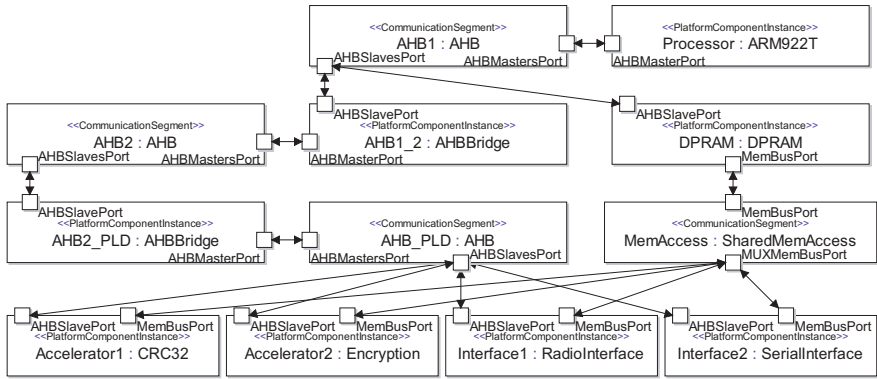 <<CommunicationSegment>>
AHB1 : AHB
AHBSlavesPort
AHBMastersPort
<<PlatformComponentInstance>>
Processor : ARM922T
AHBMasterPort
<<CommunicationSegment>>
AHB2 : AHB
AHBSlavesPort
AHBMastersPort
AHBSlavePort
<<PlatformComponentInstance>>
AHB1_2 : AHBBridge
AHBMasterPort
AHBSlavePort
<<PlatformComponentInstance>>
DPRAM : DPRAM
MemBusPort
AHBSlavePort
<<PlatformComponentInstance>>
AHB2_PLD : AHBBridge
AHBMasterPort
<<CommunicationSegment>>
AHB_PLD : AHB
AHBSlavesPort
AHBMastersPort
MemBusPort
<<CommunicationSegment>>
MemAccess : SharedMemAccess
MUXMemBusPort
AHBSlavePort
MemBusPort
<<PlatformComponentInstance>>
Accelerator1 : CRC32
AHBSlavePort
MemBusPort
<<PlatformComponentInstance>>
Accelerator2 : Encryption
AHBSlavePort
MemBusPort
<<PlatformComponentInstance>>
Interface1 : RadioInterface
AHBSlavePort
MemBusPort
<<PlatformComponentInstance>>
Interface2 : SerialInterface